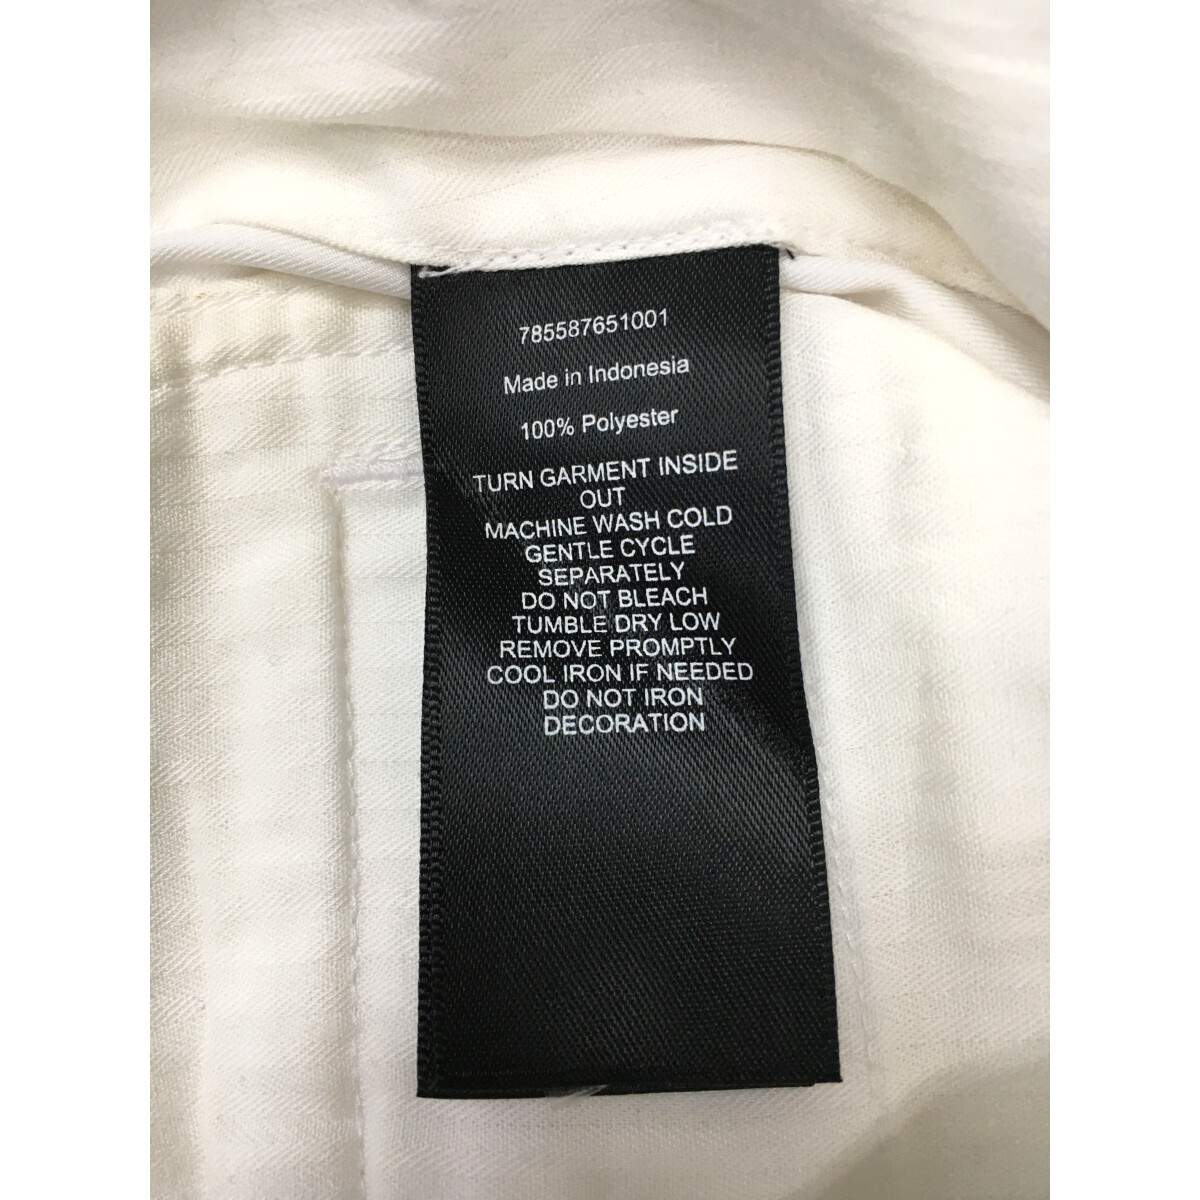 785587651001
Made in Indonesia
100% Polyester
TURN GARMENT INSIDE
OUT
MACHINE WASH COLD
GENTLE CYCLE
SEPARATELY
DO NOT BLEACH
TUMBLE DRY LOW
REMOVE PROMPTLY
COOL IRON IF NEEDED
DO NOT IRON
DECORATION